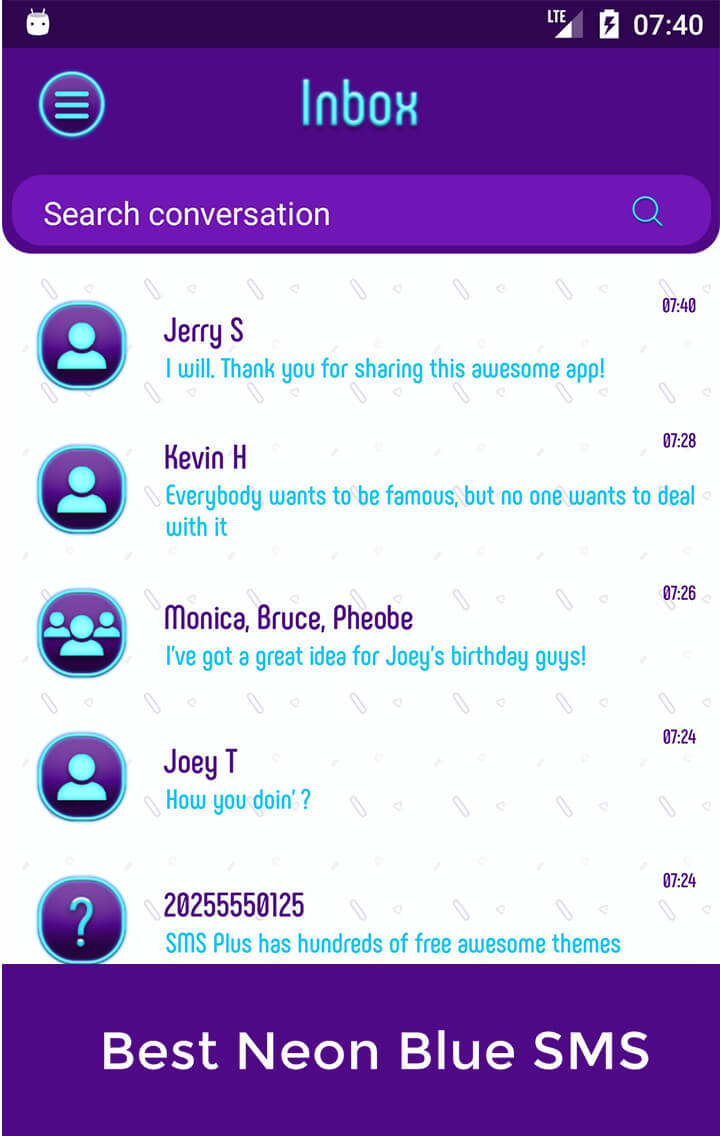 LTE 07:40
Inbox
Search conversation
07:40
Jerry S
I will. Thank you for sharing this awesome app!
07:28
Kevin H
Everybody wants to be famous, but no one wants to deal
with it
07:26
Monica, Bruce, Pheobe
I've got a great idea for Joey's birthday guys!
07:24
Joey T
How you doin' ?
07:24
20255550125
SMS Plus has hundreds of free awesome themes
Best Neon Blue SMS